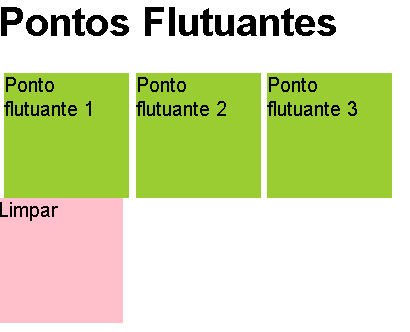 Pontos Flutuantes
Ponto
flutuante 1
Ponto
flutuante 2
Ponto
flutuante 3
Limpar